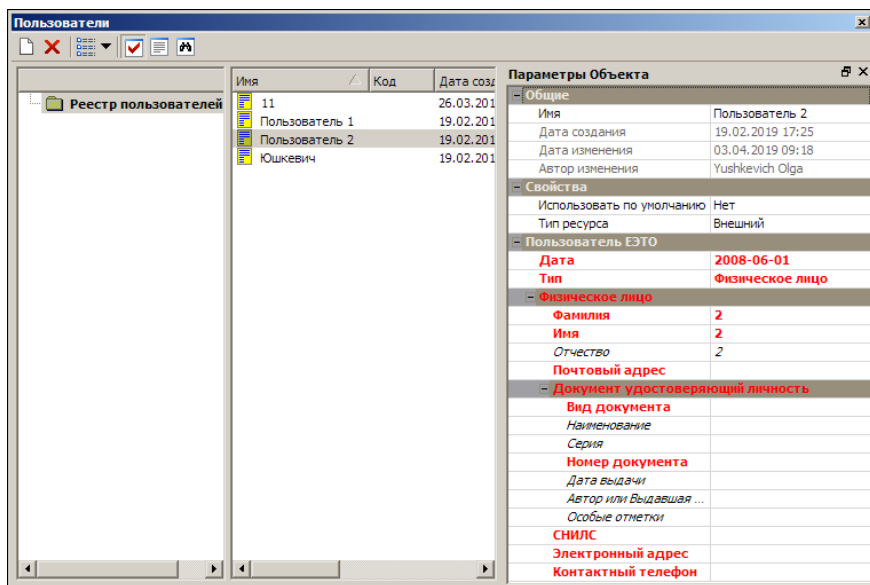 Пользователи
Реестр пользователей
Имя Код Дата созд
11 26.03.201
Пользователь 1 19.02.201
Пользователь 2 19.02.201
Юшкевич 19.02.201
Параметры Объекта
Общие
Имя Пользователь 2
Дата создания 19.02.2019 17:25
Дата изменения 03.04.2019 09:18
Автор изменения Yushkevich Olga
Свойства
Использовать по умолчанию Нет
Тип ресурса Внешний
Пользователь ЕЭТО
Дата 2008-06-01
Тип Физическое лицо
Физическое лицо
Фамилия 2
Имя 2
Отчество 2
Почтовый адрес
Документ удостоверяющий личность
Вид документа
Наименование
Серия
Номер документа
Дата выдачи
Автор или Выдавшая ...
Особые отметки
СНИЛС
Электронный адрес
Контактный телефон